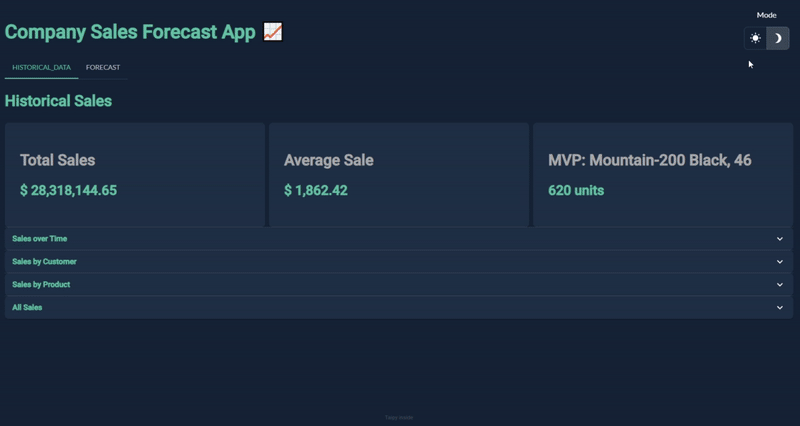 Mode
Company Sales Forecast App
HISTORICAL_DATA FORECAST
Historical Sales
Total Sales
$ 28,318,144.65
Average Sale
$ 1,862.42
MVP: Mountain-200 Black, 46
620 units
Sales over Time
Sales by Customer
Sales by Product
All Sales